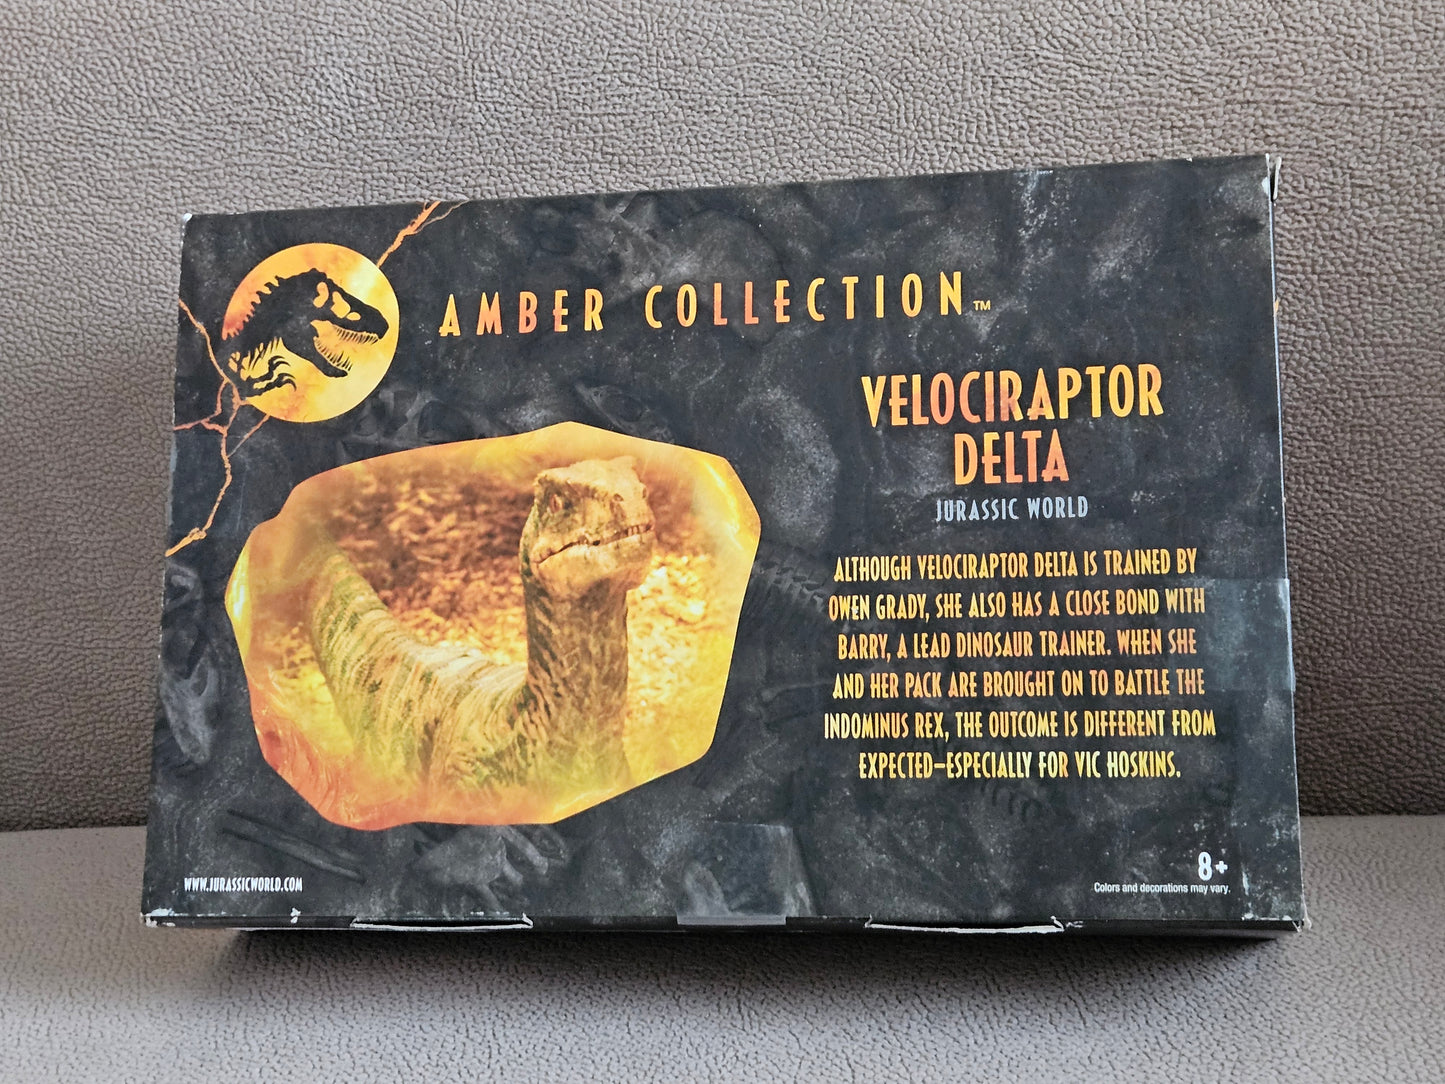 AMBER COLLECTION™
VELOCIRAPTOR
DELTA
JURASSIC WORLD
ALTHOUGH VELOCIRAPTOR DELTA IS TRAINED BY
OWEN GRADY, SHE ALSO HAS A CLOSE BOND WITH
BARRY, A LEAD DINOSAUR TRAINER. WHEN SHE
AND HER PACK ARE BROUGHT ON TO BATTLE THE
INDOMINUS REX, THE OUTCOME IS DIFFERENT FROM
EXPECTED–ESPECIALLY FOR VIC HOSKINS.
WWW.JURASSICWORLD.COM
8+
Colors and decorations may vary.